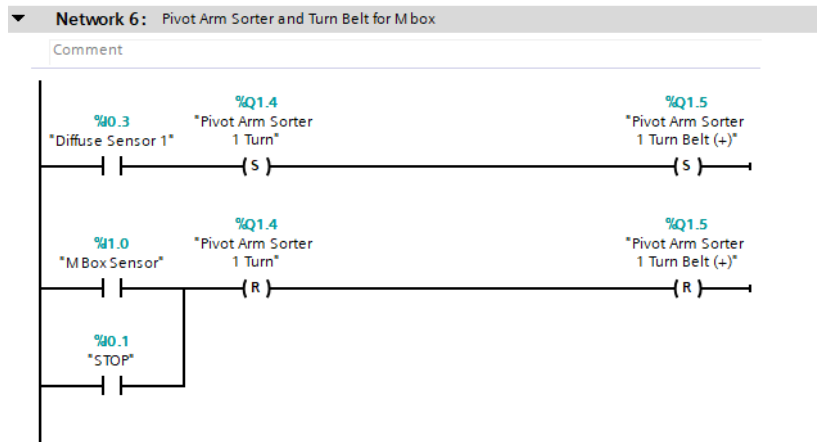 Network 6: Pivot Arm Sorter and Turn Belt for M box
Comment
%Q1.4
%Q1.5
%I0.3
"Pivot Arm Sorter
"Pivot Arm Sorter
"Diffuse Sensor 1"
1 Turn"
1 Turn Belt (+)"
S
S
%Q1.4
%Q1.5
%I1.0
"Pivot Arm Sorter
"Pivot Arm Sorter
"M Box Sensor"
1 Turn"
1 Turn Belt (+)"
R
R
%I0.1
"STOP"